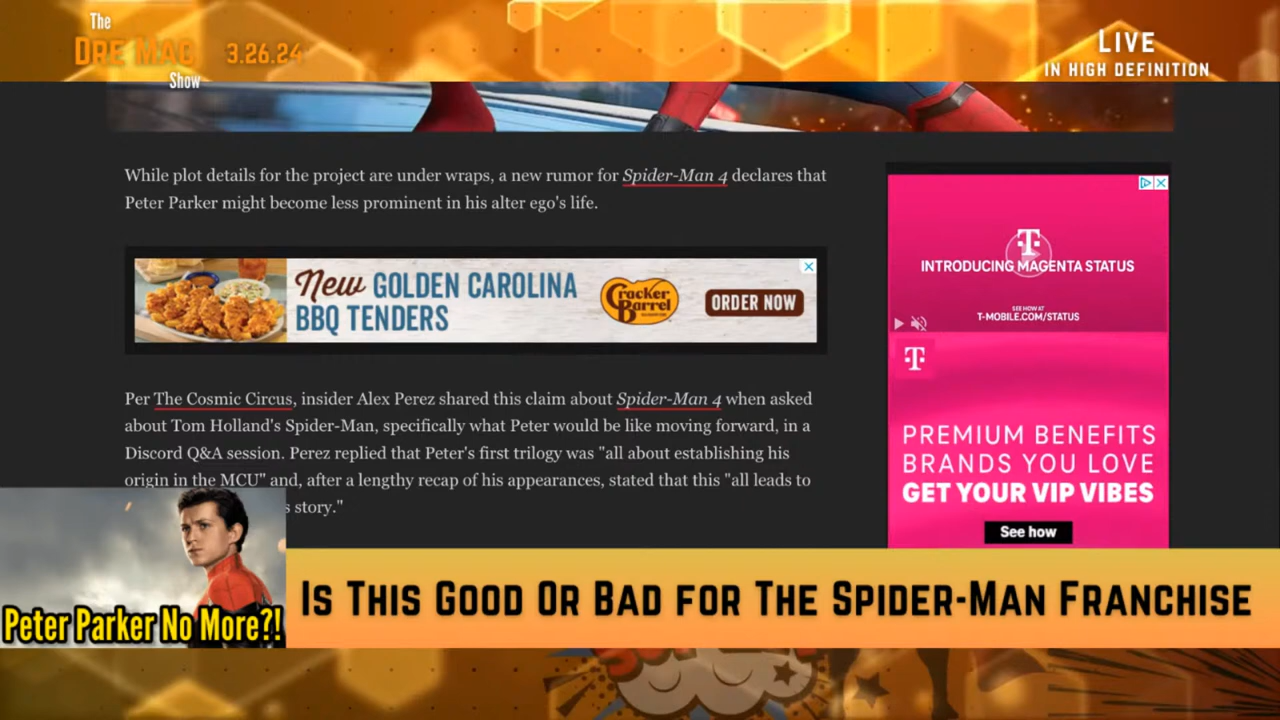 The
DRE MAC
Show
3.26.24
LIVE
IN HIGH DEFINITION
While plot details for the project are under wraps, a new rumor for Spider-Man 4 declares that
Peter Parker might become less prominent in his alter ego's life.
New GOLDEN CAROLINA
BBQ TENDERS
Cracker
Barrel
ORDER NOW
T
INTRODUCING MAGENTA STATUS
SEE HOW AT
T-MOBILE.COM/STATUS
T
PREMIUM BENEFITS
BRANDS YOU LOVE
GET YOUR VIP VIBES
See how
Per The Cosmic Circus, insider Alex Perez shared this claim about Spider-Man 4 when asked
about Tom Holland's Spider-Man, specifically what Peter would be like moving forward, in a
Discord Q&A session. Perez replied that Peter's first trilogy was "all about establishing his
origin in the MCU" and, after a lengthy recap of his appearances, stated that this "all leads to
story."
Peter Parker No More?!
IS THIS GOOD OR BAD FOR THE SPIDER-MAN FRANCHISE